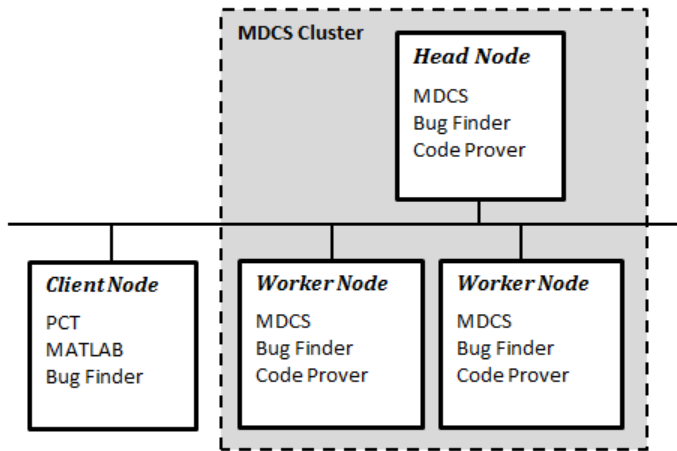 MDCS Cluster
Head Node
MDCS
Bug Finder
Code Prover
Client Node
PCT
MATLAB
Bug Finder
Worker Node
MDCS
Bug Finder
Code Prover
Worker Node
MDCS
Bug Finder
Code Prover